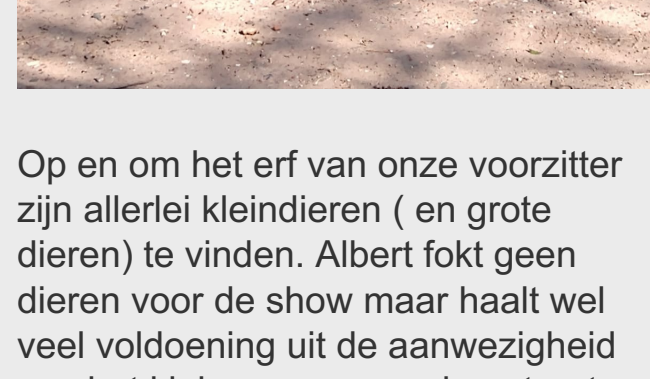 Op en om het erf van onze voorzitter
zijn allerlei kleindieren ( en grote
dieren) te vinden. Albert fokt geen
dieren voor de show maar haalt wel
veel voldoening uit de aanwezigheid